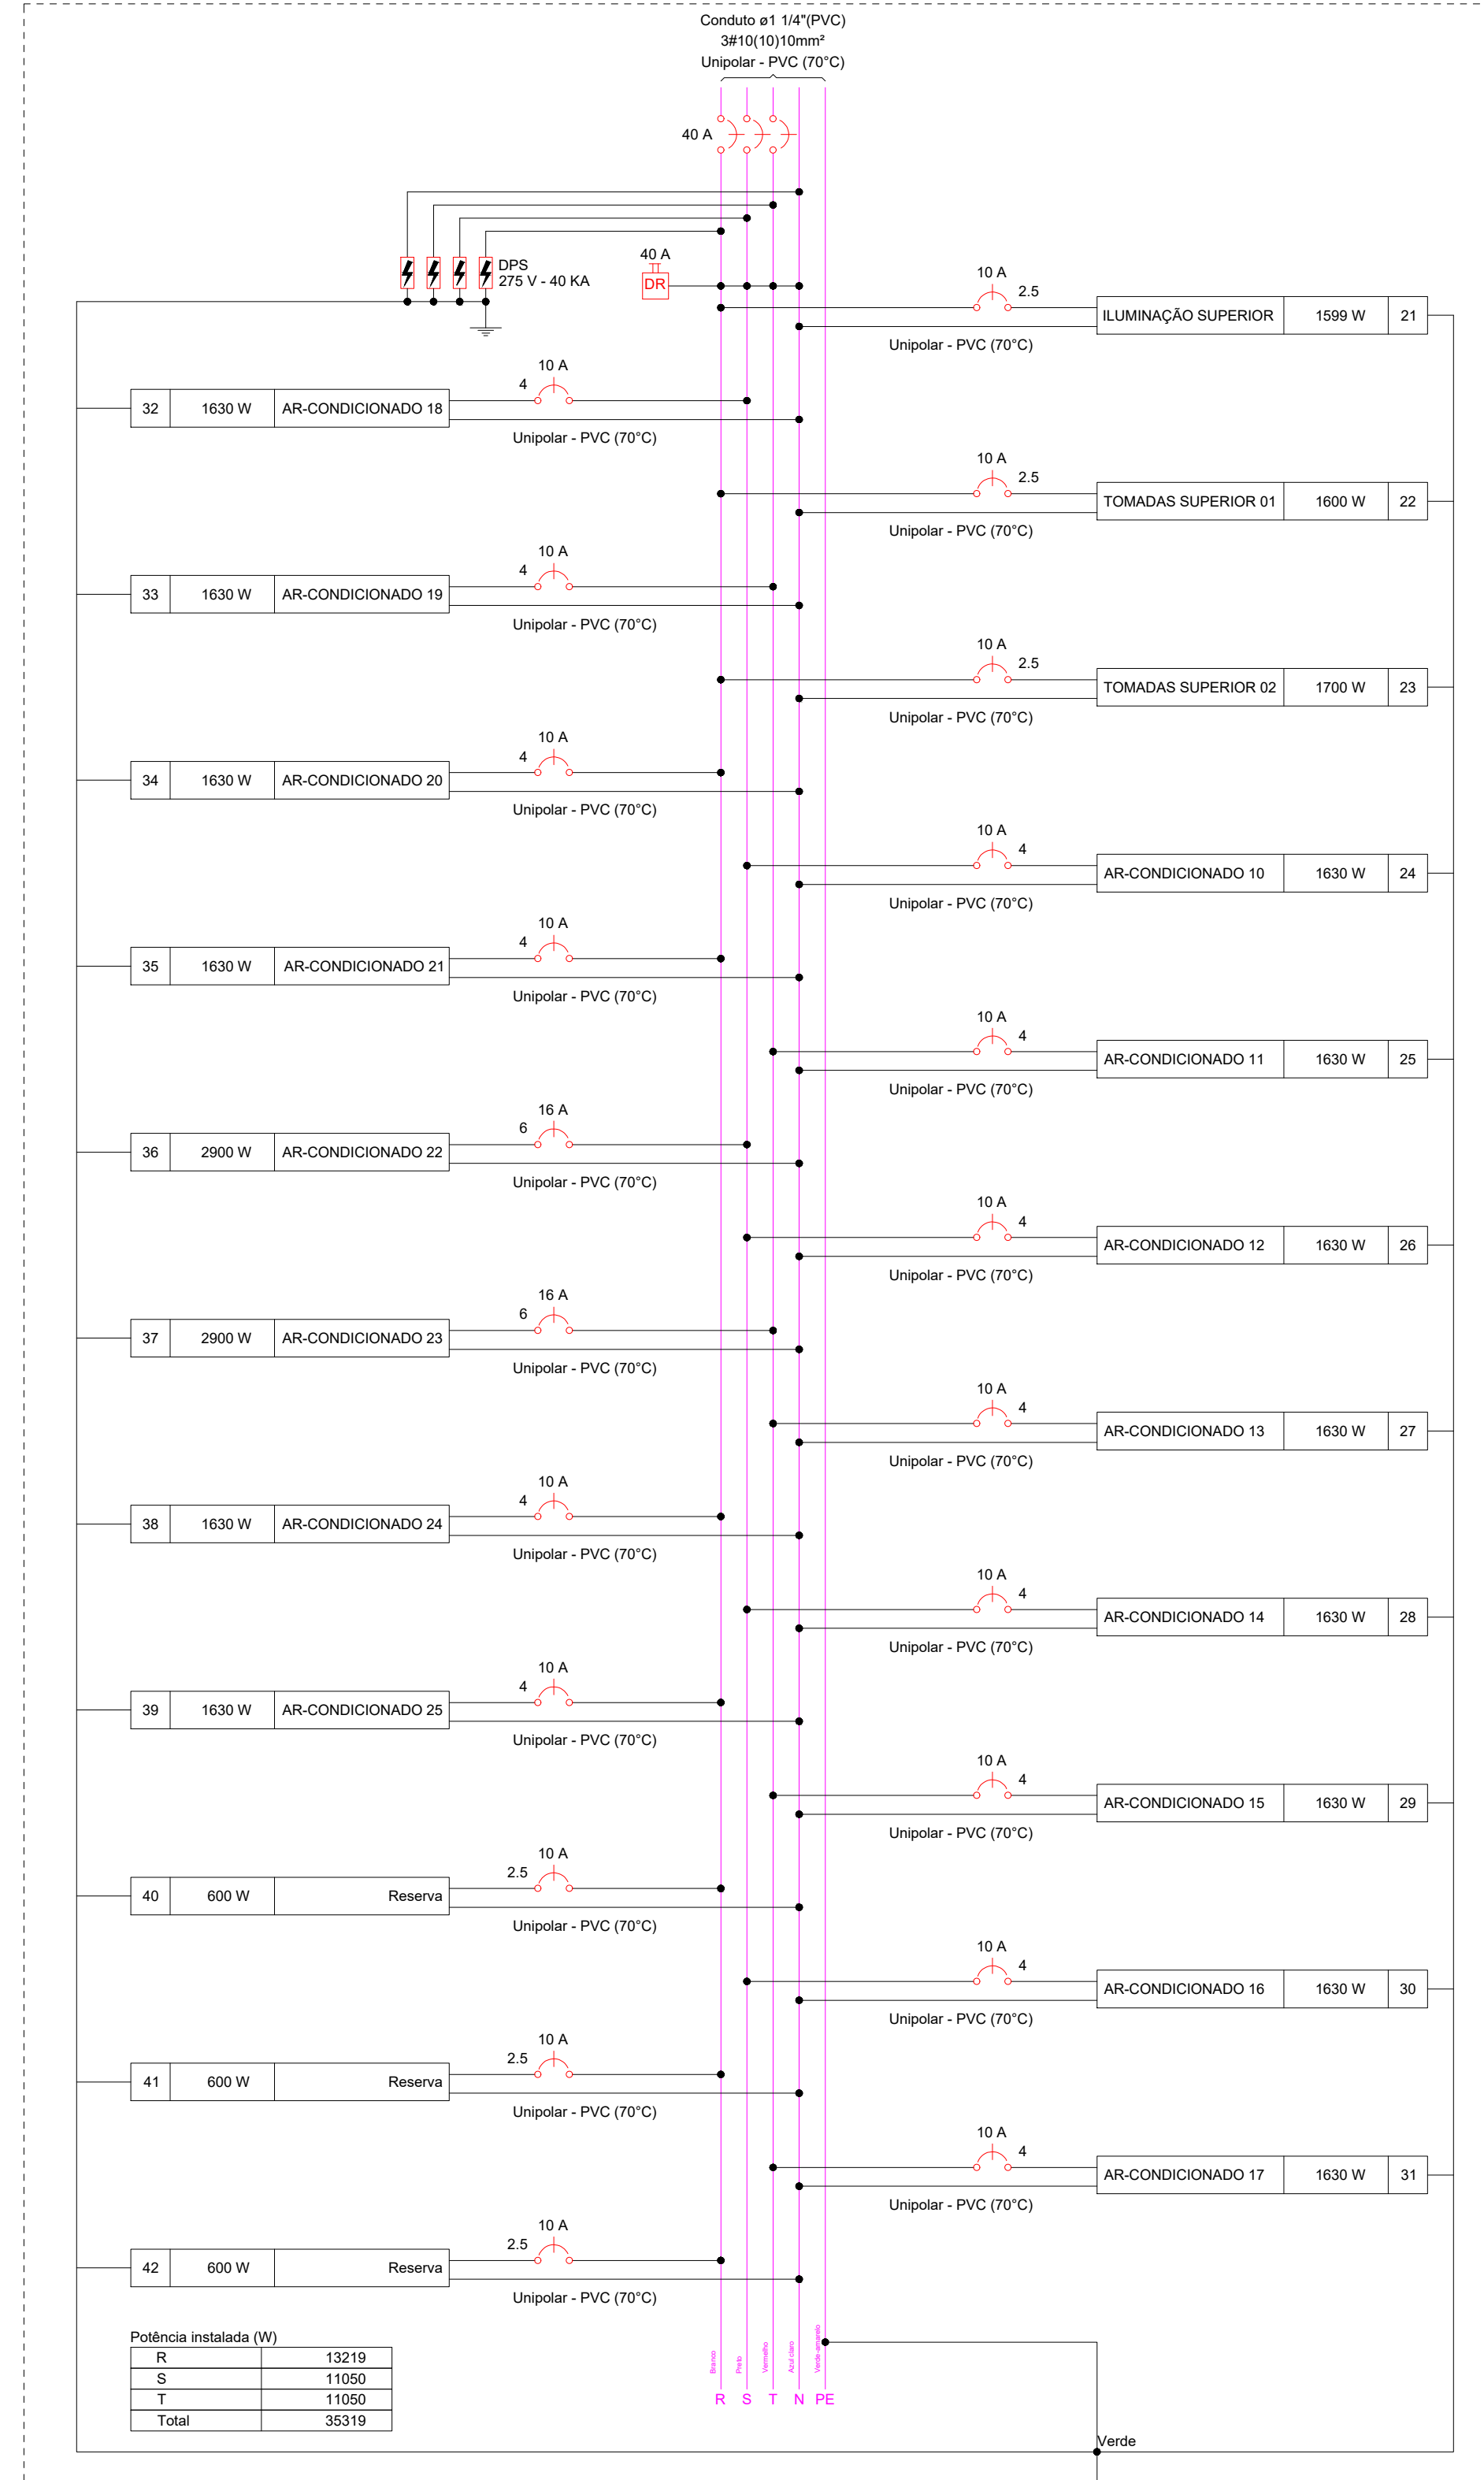 Conduto ø1 1/4"(PVC)
3#10(10)10mm²
Unipolar - PVC (70°C)
40 A
DPS
275 V - 40 KA
40 A
DR
10 A
2.5
ILUMINAÇÃO SUPERIOR 1599 W 21
Unipolar - PVC (70°C)
10 A
4
32 1630 W AR-CONDICIONADO 18
Unipolar - PVC (70°C)
10 A
2.5
TOMADAS SUPERIOR 01 1600 W 22
Unipolar - PVC (70°C)
10 A
4
33 1630 W AR-CONDICIONADO 19
Unipolar - PVC (70°C)
10 A
2.5
TOMADAS SUPERIOR 02 1700 W 23
Unipolar - PVC (70°C)
10 A
4
34 1630 W AR-CONDICIONADO 20
Unipolar - PVC (70°C)
10 A
4
AR-CONDICIONADO 10 1630 W 24
Unipolar - PVC (70°C)
10 A
4
35 1630 W AR-CONDICIONADO 21
Unipolar - PVC (70°C)
10 A
4
AR-CONDICIONADO 11 1630 W 25
Unipolar - PVC (70°C)
16 A
6
36 2900 W AR-CONDICIONADO 22
Unipolar - PVC (70°C)
10 A
4
AR-CONDICIONADO 12 1630 W 26
Unipolar - PVC (70°C)
16 A
6
37 2900 W AR-CONDICIONADO 23
Unipolar - PVC (70°C)
10 A
4
AR-CONDICIONADO 13 1630 W 27
Unipolar - PVC (70°C)
10 A
4
38 1630 W AR-CONDICIONADO 24
Unipolar - PVC (70°C)
10 A
4
AR-CONDICIONADO 14 1630 W 28
Unipolar - PVC (70°C)
10 A
4
39 1630 W AR-CONDICIONADO 25
Unipolar - PVC (70°C)
10 A
4
AR-CONDICIONADO 15 1630 W 29
Unipolar - PVC (70°C)
10 A
2.5
40 600 W Reserva
Unipolar - PVC (70°C)
10 A
4
AR-CONDICIONADO 16 1630 W 30
Unipolar - PVC (70°C)
10 A
2.5
41 600 W Reserva
Unipolar - PVC (70°C)
10 A
4
AR-CONDICIONADO 17 1630 W 31
Unipolar - PVC (70°C)
10 A
2.5
42 600 W Reserva
Unipolar - PVC (70°C)
Potência instalada (W)
R 13219
S 11050
T 11050
Total 35319
Branco
Preto
Vermelho
Azul claro
Verde-amarelo
R S T N PE
Verde